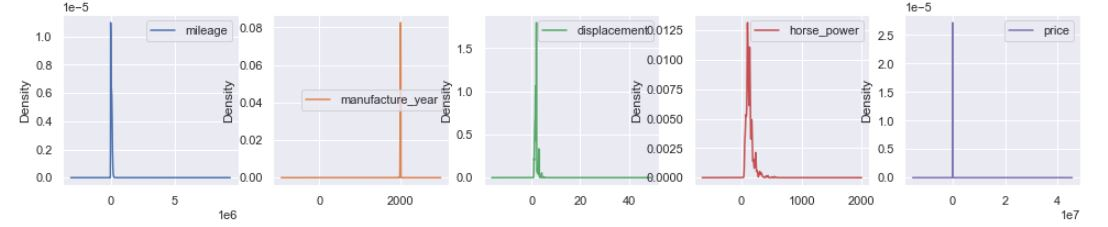 1e−5
mileage
Density
1.0
0.8
0.6
0.4
0.2
0.0
0
5
1e6
manufacture_year
Density
0.08
0.06
0.04
0.02
0.00
0
2000
displacement
Density
1.5
1.0
0.5
0.0
0
20
40
horse_power
Density
0.0125
0.0100
0.0075
0.0050
0.0025
0.0000
0
1000
2000
1e−5
price
Density
2.5
2.0
1.5
1.0
0.5
0.0
0
2
4
1e7